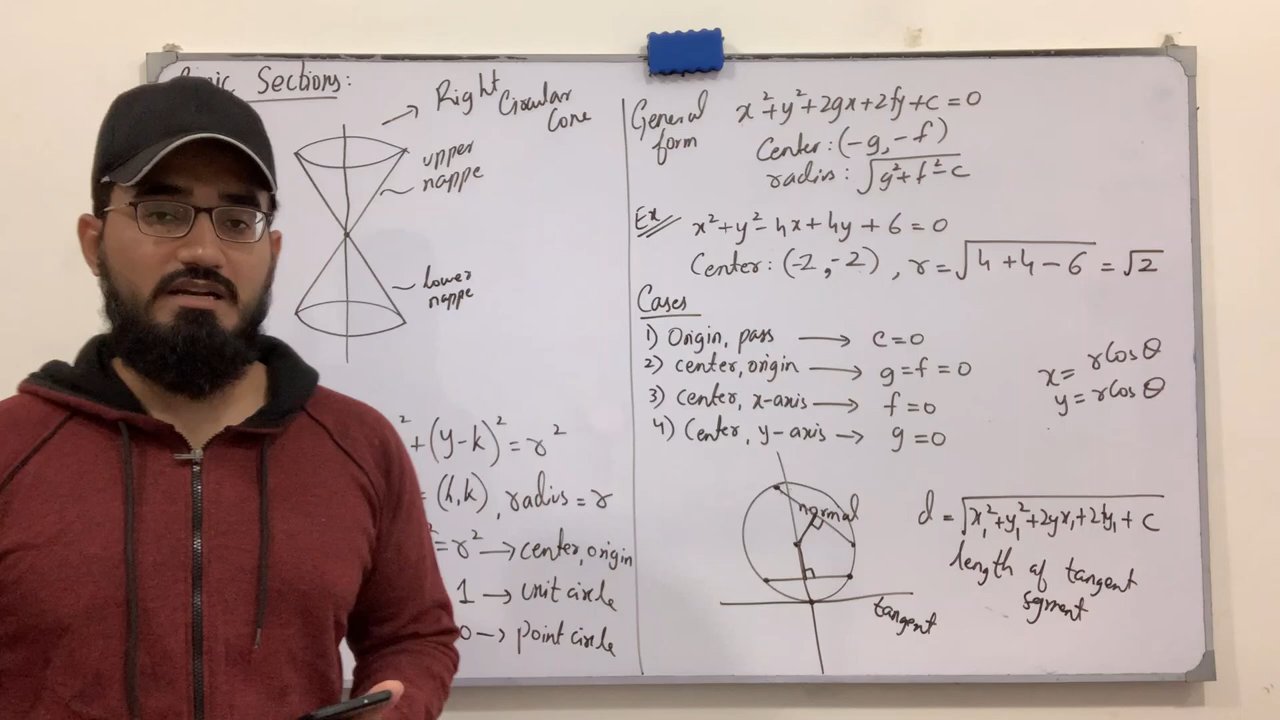 Sections:
Right Circular Cone
upper
nappe
lower
nappe
² + (y-k)² = r²
= (h,k), radius = r
= r² → center, origin
1 → unit circle
0 → point circle
General form
x² + y² + 2gx + 2fy + c = 0
Center: (-g, -f)
radius: √g² + f² - c
Ex
x² + y² - 4x + 4y + 6 = 0
Center: (-2, -2), r = √4 + 4 - 6 = √2
Cases
1) Origin, pass → c = 0
2) center, origin → g = f = 0
3) center, x-axis → f = 0
4) Center, y-axis → g = 0
x = r cos θ
y = r cos θ
normal
tangent
d = √x₁² + y₁² + 2gx₁ + 2fy₁ + c
length of tangent
segment